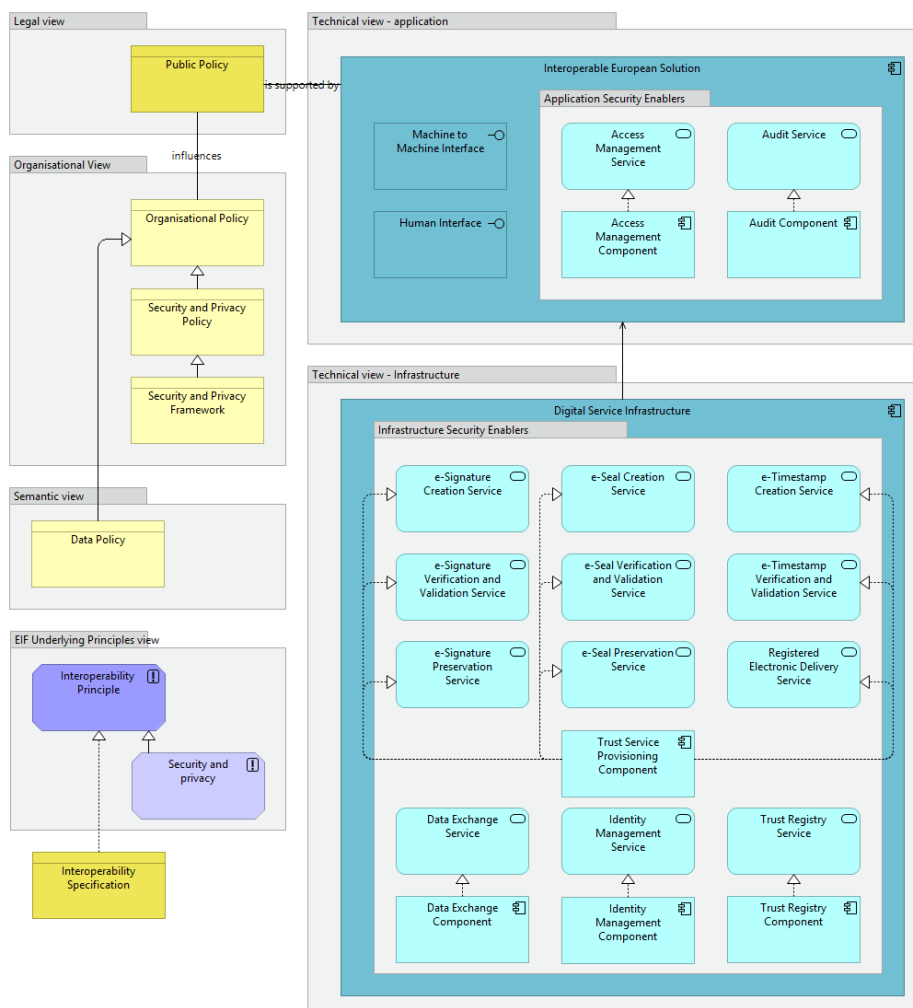 Legal view
Public Policy
is supported by
influences
Organisational View
Organisational Policy
Security and Privacy
Policy
Security and Privacy
Framework
Semantic view
Data Policy
EIF Underlying Principles view
Interoperability
Principle
Security and
privacy
Interoperability
Specification
Technical view - application
Interoperable European Solution
Application Security Enablers
Machine to
Machine Interface
Access
Management
Service
Audit Service
Human Interface
Access
Management
Component
Audit Component
Technical view - Infrastructure
Digital Service Infrastructure
Infrastructure Security Enablers
e-Signature
Creation Service
e-Seal Creation
Service
e-Timestamp
Creation Service
e-Signature
Verification and
Validation Service
e-Seal Verification
and Validation
Service
e-Timestamp
Verification and
Validation Service
e-Signature
Preservation
Service
e-Seal Preservation
Service
Registered
Electronic Delivery
Service
Trust Service
Provisioning
Component
Data Exchange
Service
Identity
Management
Service
Trust Registry
Service
Data Exchange
Component
Identity
Management
Component
Trust Registry
Component